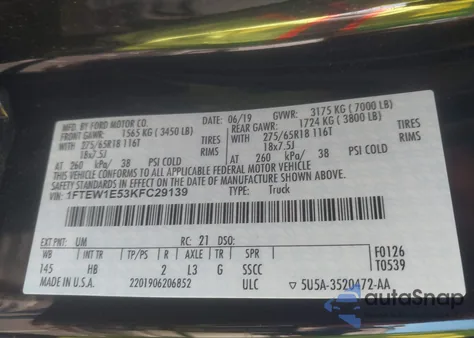 MFD. BY FORD MOTOR CO. DATE: 06/19 GVWR: 3175 KG (7000 LB)
FRONT GAWR: 1565 KG (3450 LB) REAR GAWR: 1724 KG (3800 LB)
WITH 275/65R18 116T WITH 275/65R18 116T
18x7.5J 18x7.5J
AT 260 kPa/ 38 PSI COLD AT 260 kPa/ 38 PSI COLD
THIS VEHICLE CONFORMS TO ALL APPLICABLE FEDERAL MOTOR VEHICLE
SAFETY STANDARDS IN EFFECT ON THE DATE OF MANUFACTURE SHOWN ABOVE.
VIN: 1FTEW1E53KFC29139 TYPE: Truck
EXT PNT: UM RC: 21 DSO:
WB HB TP/PS R AXLE TR SPR F0126
145 2 L3 G SSCC T0539
MADE IN U.S.A. 2201906206852 ULC 5U5A-3520472-AA
autoSnap